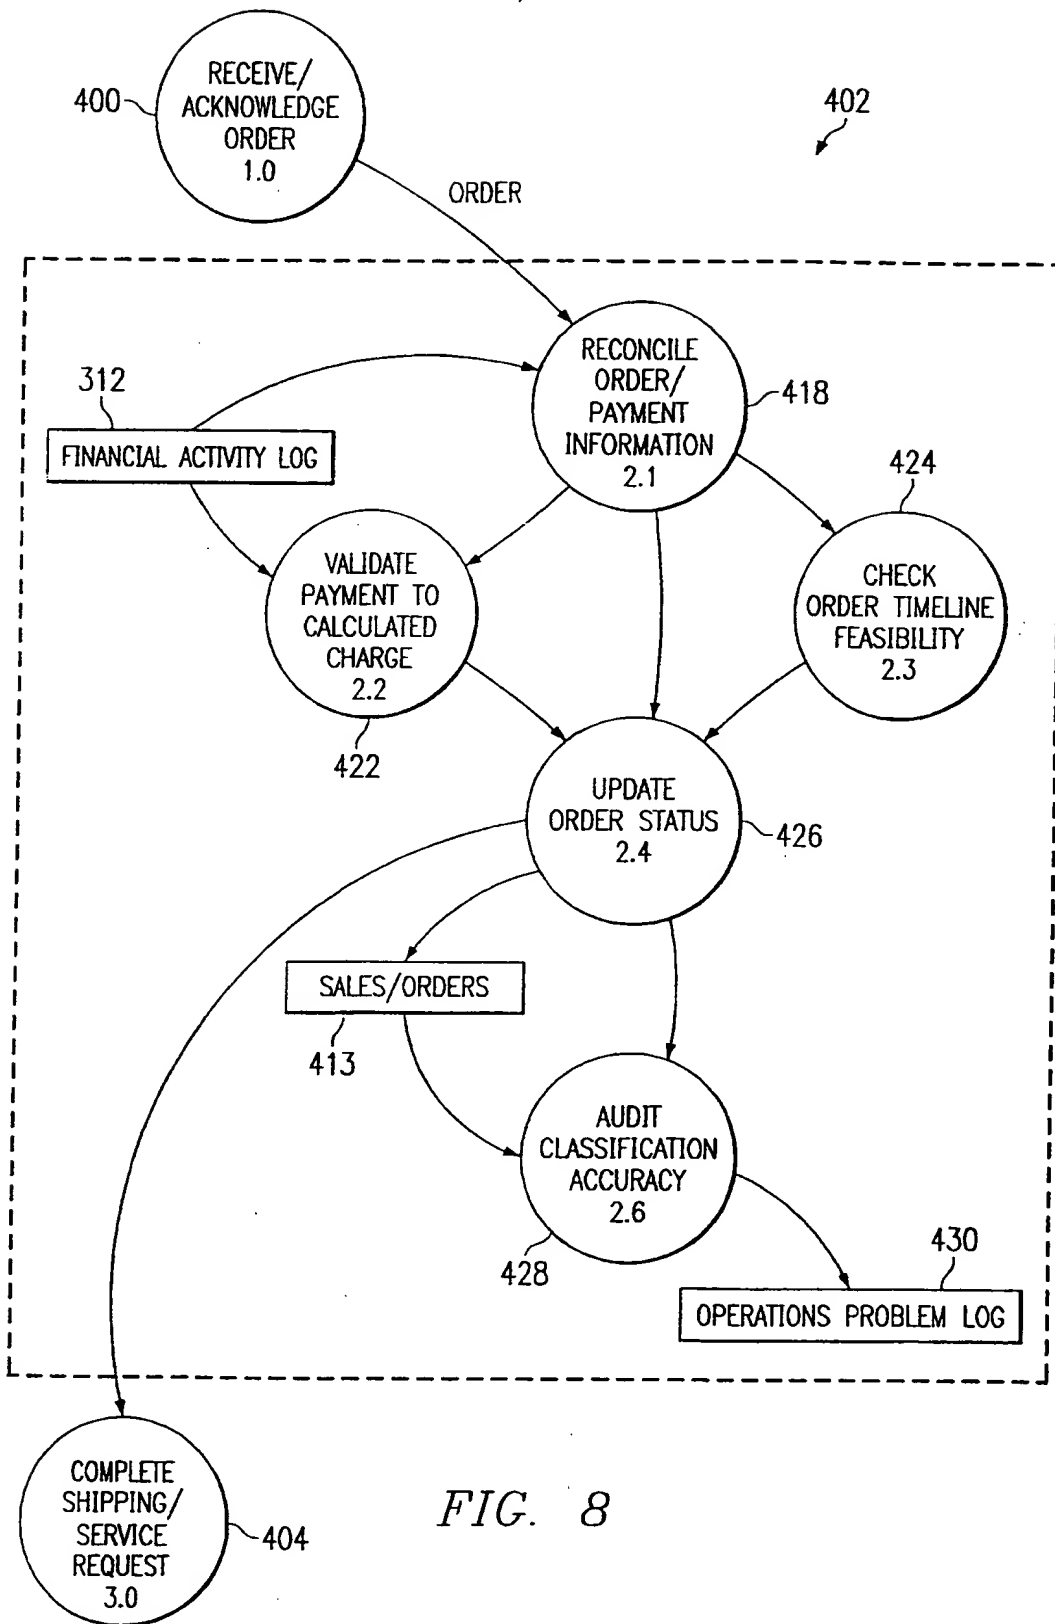 RECEIVE/
ACKNOWLEDGE
ORDER
1.0
400
402
ORDER
RECONCILE
ORDER/
PAYMENT
INFORMATION
2.1
418
312
FINANCIAL ACTIVITY LOG
424
CHECK
ORDER TIMELINE
FEASIBILITY
2.3
VALIDATE
PAYMENT TO
CALCULATED
CHARGE
2.2
422
UPDATE
ORDER STATUS
2.4
426
SALES/ORDERS
413
AUDIT
CLASSIFICATION
ACCURACY
2.6
428
430
OPERATIONS PROBLEM LOG
COMPLETE
SHIPPING/
SERVICE
REQUEST
3.0
404
FIG. 8